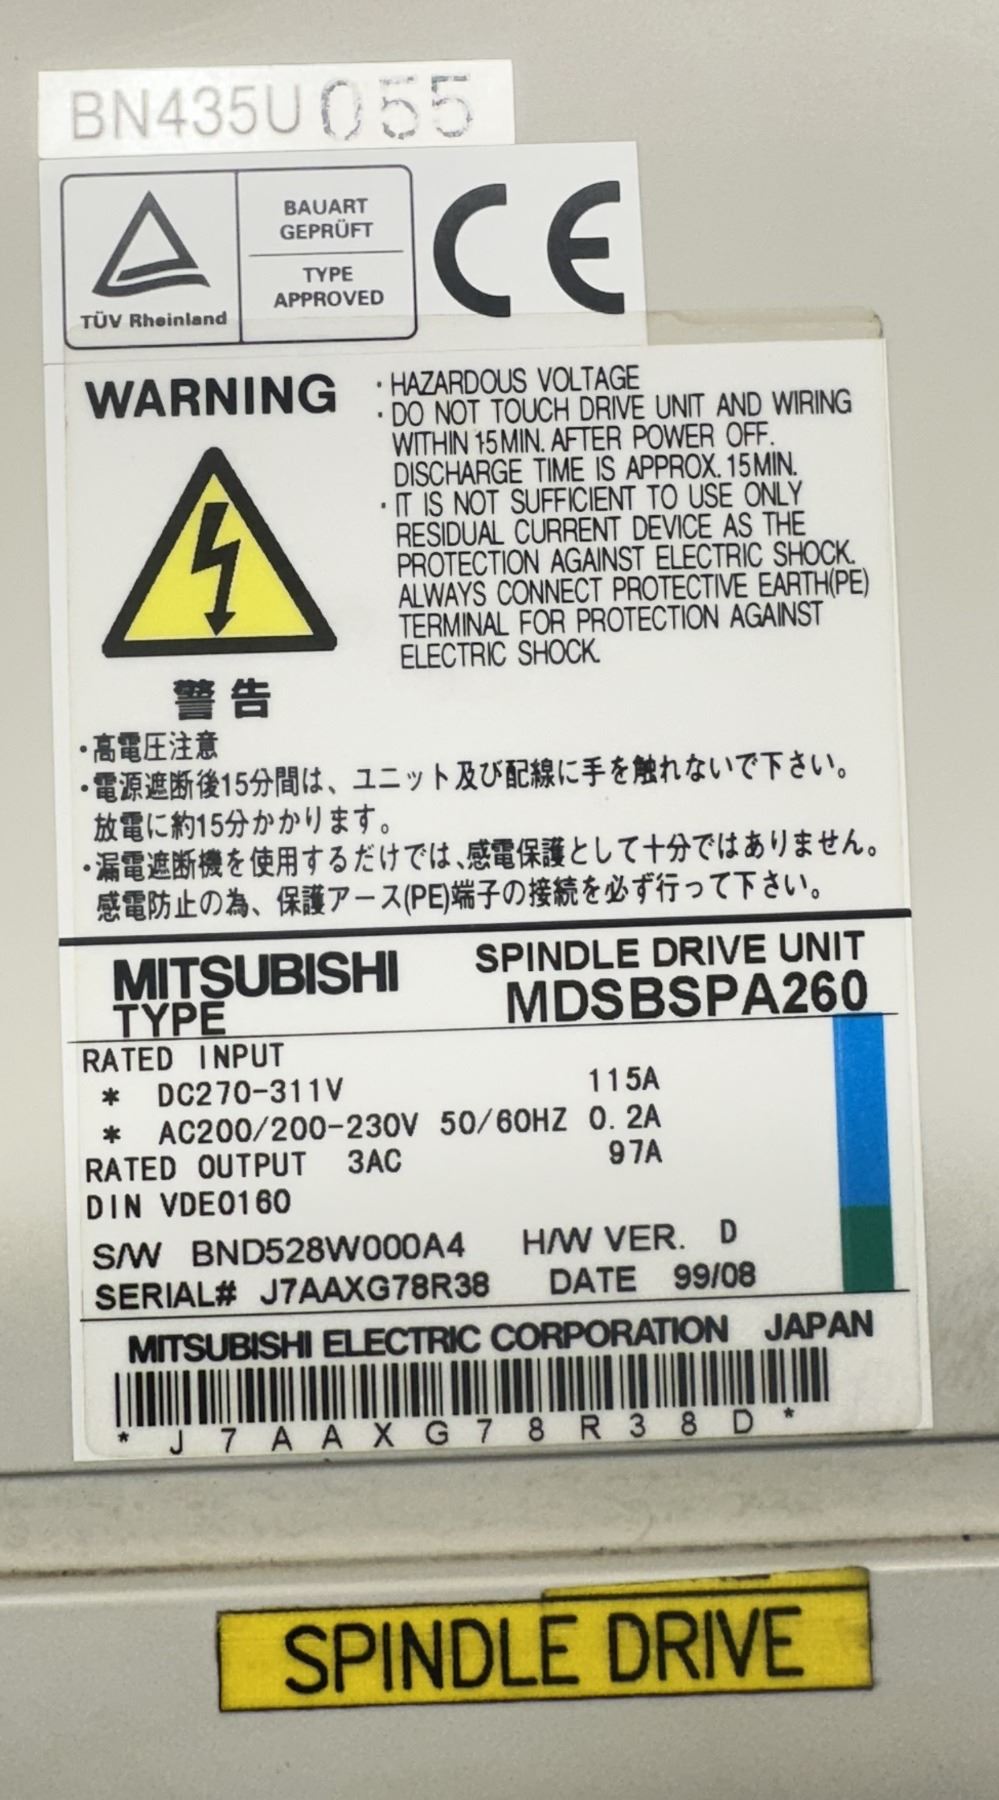 BN435U055
TÜV Rheinland
BAUART
GEPRÜFT
TYPE
APPROVED
CE
WARNING
・HAZARDOUS VOLTAGE
・DO NOT TOUCH DRIVE UNIT AND WIRING
WITHIN 15MIN. AFTER POWER OFF.
DISCHARGE TIME IS APPROX. 15MIN.
・IT IS NOT SUFFICIENT TO USE ONLY
RESIDUAL CURRENT DEVICE AS THE
PROTECTION AGAINST ELECTRIC SHOCK.
ALWAYS CONNECT PROTECTIVE EARTH(PE)
TERMINAL FOR PROTECTION AGAINST
ELECTRIC SHOCK.
警告
・高電圧注意
・電源遮断後15分間は、ユニット及び配線に手を触れないで下さい。
放電に約15分かかります。
・漏電遮断機を使用するだけでは、感電保護として十分ではありません。
感電防止の為、保護アース(PE)端子の接続を必ず行って下さい。
MITSUBISHI SPINDLE DRIVE UNIT
TYPE MDSBSPA260
RATED INPUT
* DC270-311V 115A
* AC200/200-230V 50/60HZ 0.2A
RATED OUTPUT 3AC 97A
DIN VDE0160
S/W BND528W000A4 H/W VER. D
SERIAL# J7AAXG78R38 DATE 99/08
MITSUBISHI ELECTRIC CORPORATION JAPAN
*J7AAXG78R38D*
SPINDLE DRIVE